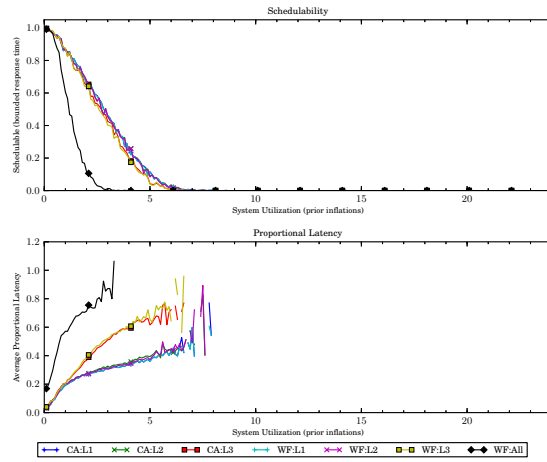 Schedulability
Schedulable (bounded response time)
1.0
0.8
0.6
0.4
0.2
0.0
0 5 10 15 20
System Utilization (prior inflations)
Proportional Latency
Average Proportional Latency
1.2
1.0
0.8
0.6
0.4
0.2
0.0
0 5 10 15 20
System Utilization (prior inflations)
CA:L1 CA:L2 CA:L3 WF:L1 WF:L2 WF:L3 WF:All